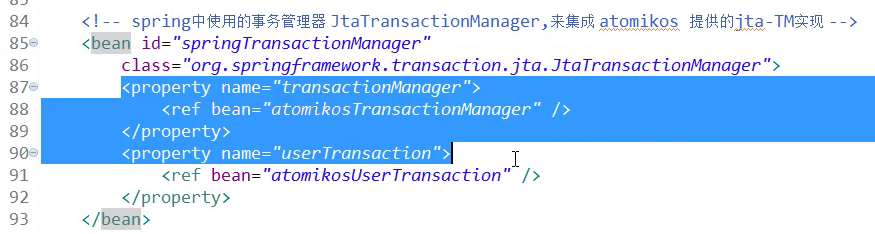 84 <!-- spring中使用的事务管理器 JtaTransactionManager,来集成 atomikos 提供的jta-TM实现 -->
85 <bean id="springTransactionManager"
86 class="org.springframework.transaction.jta.JtaTransactionManager">
87 <property name="transactionManager">
88 <ref bean="atomikosTransactionManager" />
89 </property>
90 <property name="userTransaction">
91 <ref bean="atomikosUserTransaction" />
92 </property>
93 </bean>